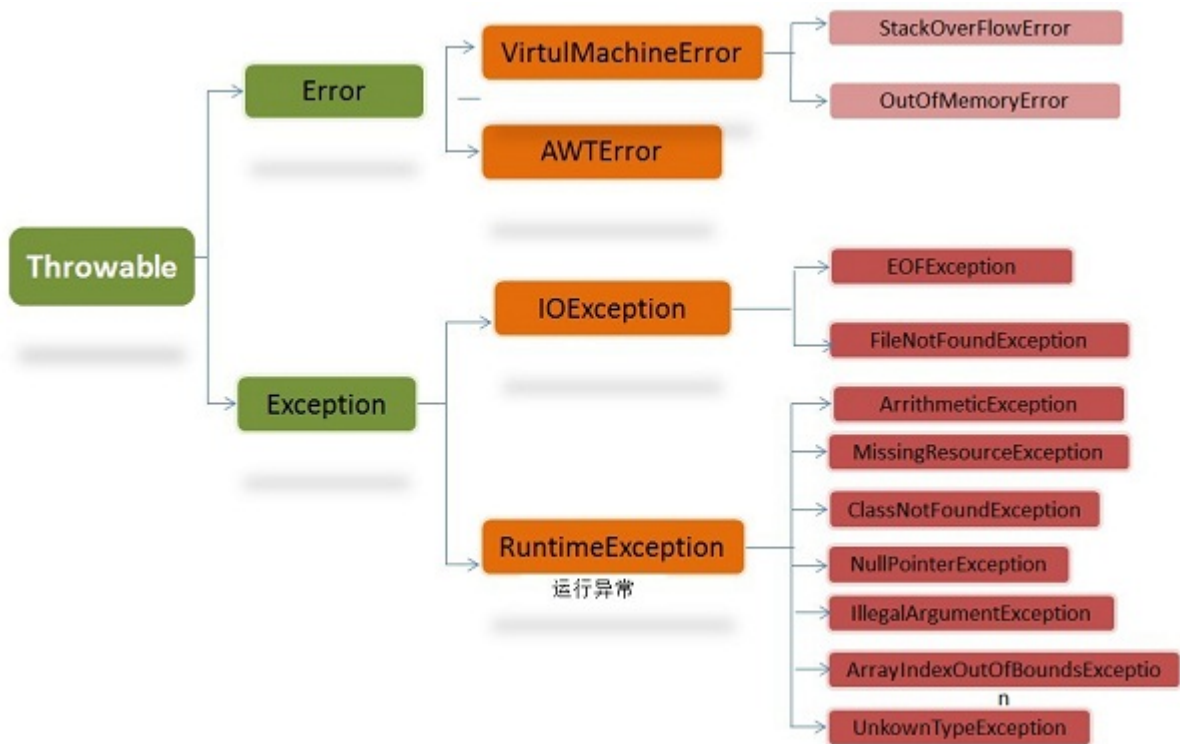 Throwable
Error
VirtulMachineError
StackOverFlowError
OutOfMemoryError
AWTError
Exception
IOException
EOFException
FileNotFoundException
RuntimeException
运行异常
ArrithmeticException
MissingResourceException
ClassNotFoundException
NullPointerException
IllegalArgumentException
ArrayIndexOutOfBoundsExceptio
n
UnkownTypeException